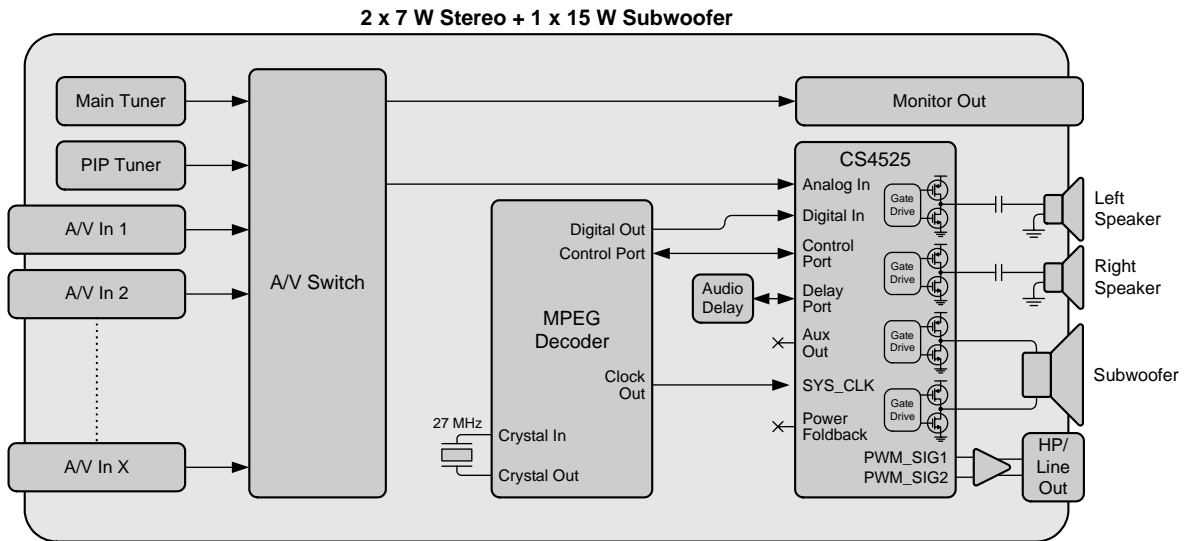 2 x 7 W Stereo + 1 x 15 W Subwoofer
Main Tuner
PIP Tuner
A/V In 1
A/V In 2
A/V In X
A/V Switch
Monitor Out
MPEG
Decoder
Digital Out
Control Port
Clock
Out
Crystal In
Crystal Out
27 MHz
Audio
Delay
CS4525
Analog In
Digital In
Control
Port
Delay
Port
Aux
Out
SYS_CLK
Power
Foldback
PWM_SIG1
PWM_SIG2
Gate
Drive
Gate
Drive
Gate
Drive
Gate
Drive
Left
Speaker
Right
Speaker
Subwoofer
HP/
Line
Out